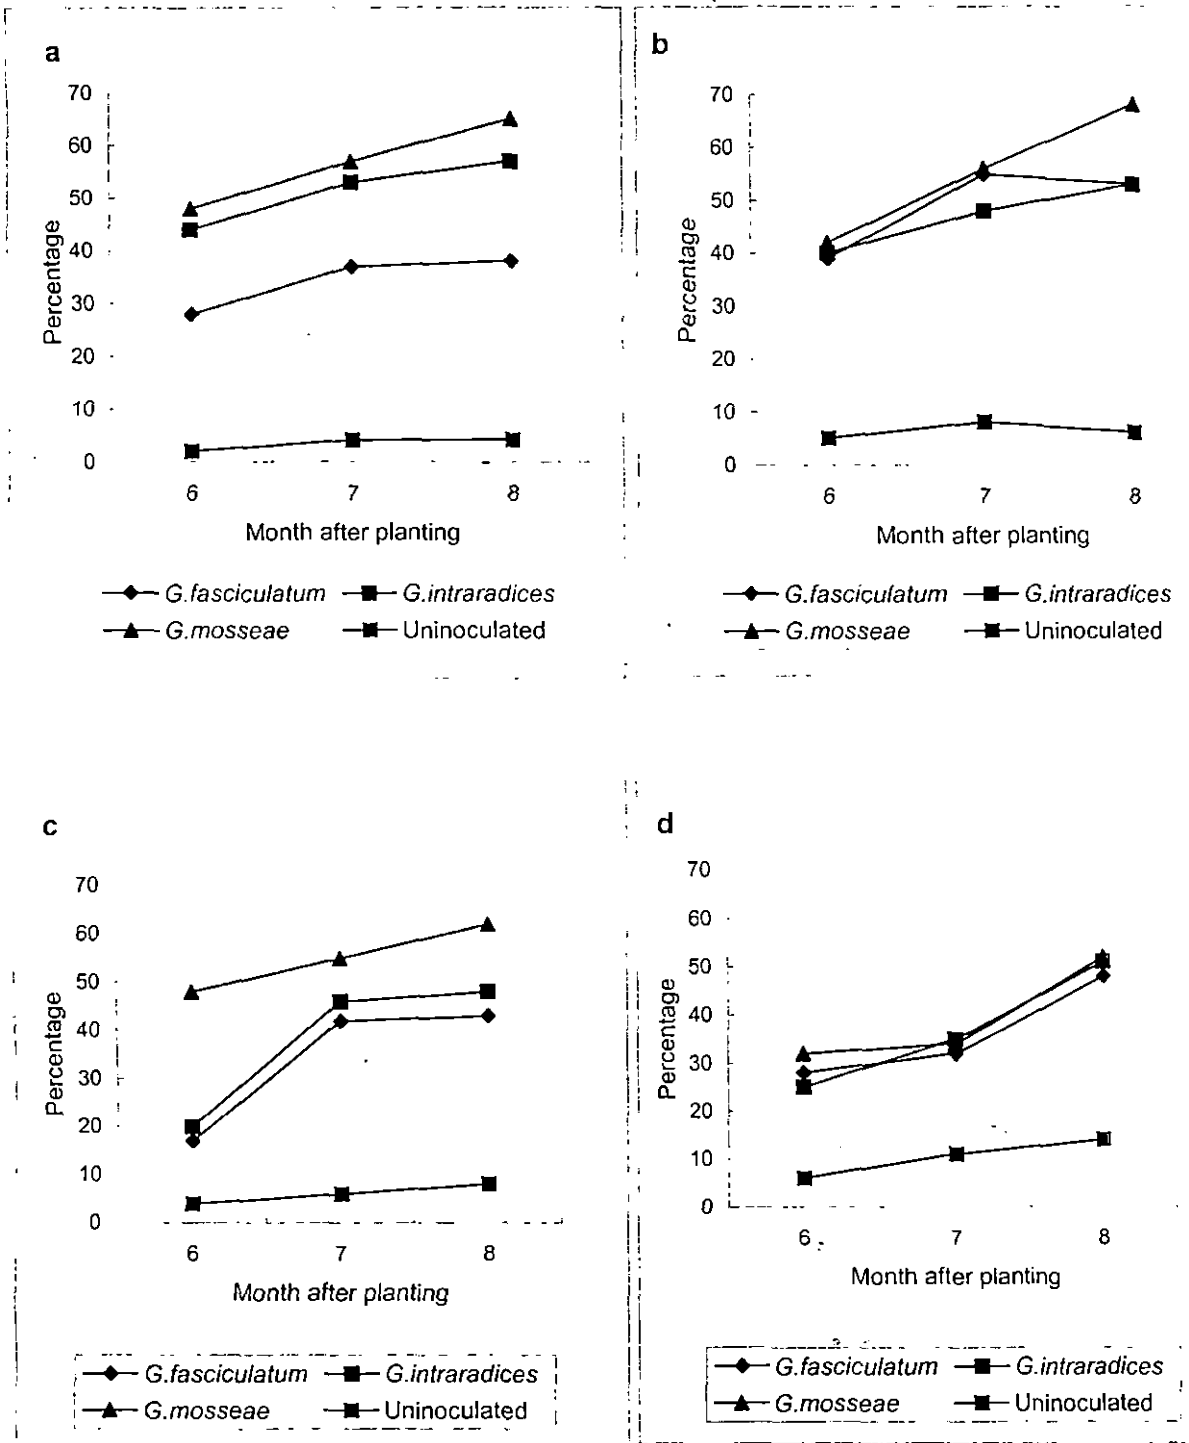 a
70
60
50
40
30
20
10
0
Percentage
6 7 8
Month after planting
G.fasciculatum G.intraradices
G.mosseae Uninoculated
b
70
60
50
40
30
20
10
0
Percentage
6 7 8
Month after planting
G.fasciculatum G.intraradices
G.mosseae Uninoculated
c
70
60
50
40
30
20
10
0
Percentage
6 7 8
Month after planting
G.fasciculatum G.intraradices
G.mosseae Uninoculated
d
70
60
50
40
30
20
10
0
Percentage
6 7 8
Month after planting
G.fasciculatum G.intraradices
G.mosseae Uninoculated